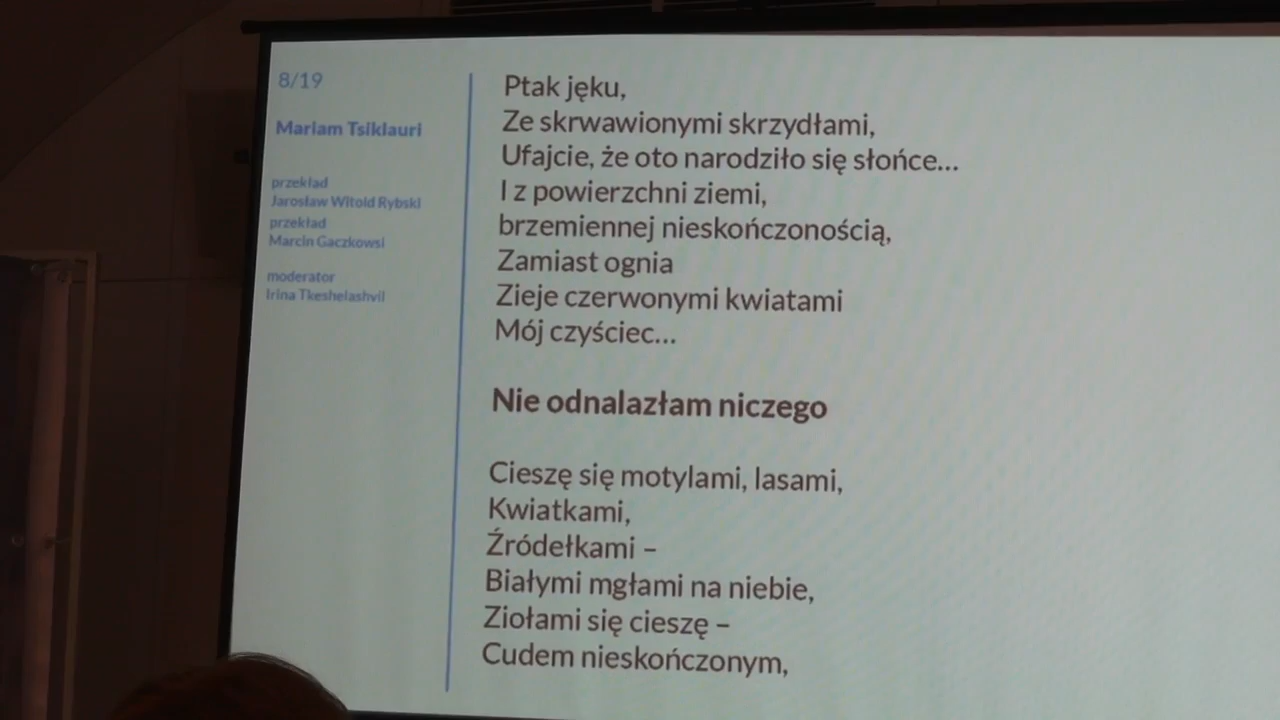 8/19
Mariam Tsiklauri
przekład
Jarosław Witold Rybski
przekład
Marcin Gaczkowsi
moderator
Irina Tkeshelashvil
Ptak jęku,
Ze skrwawionymi skrzydłami,
Ufajcie, że oto narodziło się słońce...
I z powierzchni ziemi,
brzemiennej nieskończonością,
Zamiast ognia
Zieje czerwonymi kwiatami
Mój czyściec...
Nie odnalazłam niczego
Cieszę się motylami, lasami,
Kwiatkami,
Źródełkami –
Białymi mgłami na niebie,
Ziołami się cieszę –
Cudem nieskończonym,